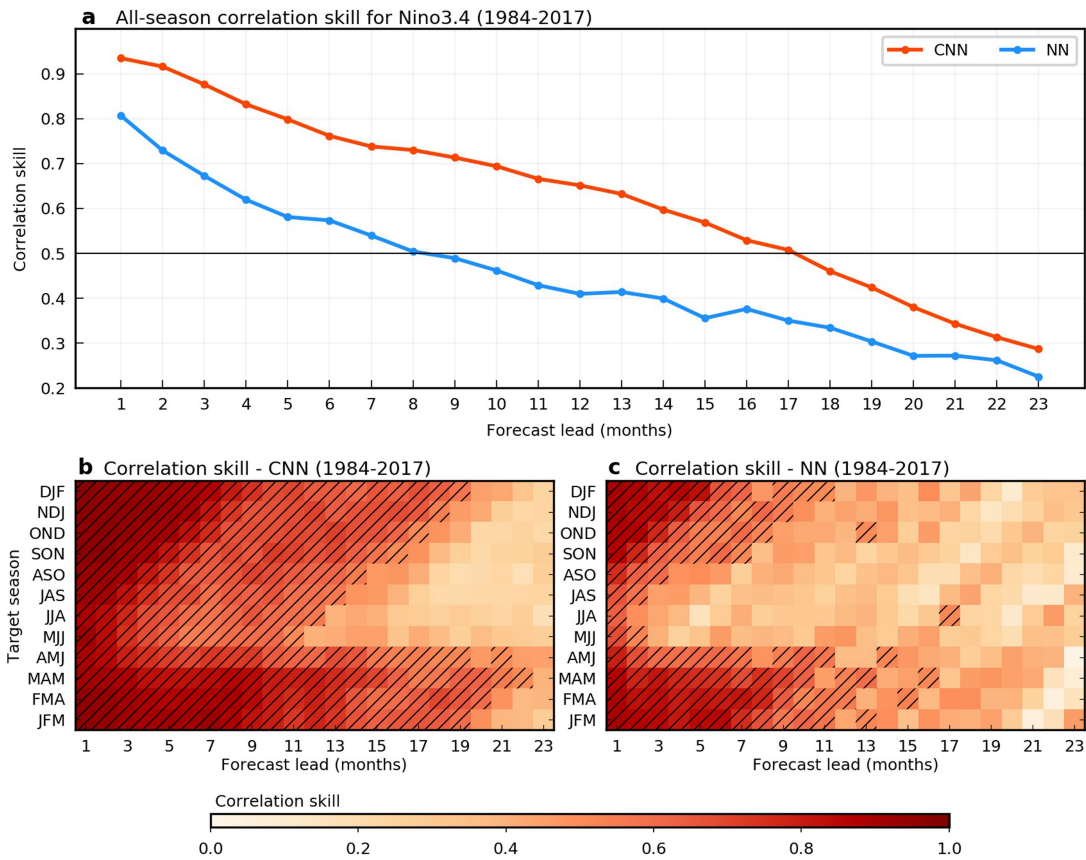 a All-season correlation skill for Nino3.4 (1984-2017)
CNN NN
0.9
0.8
0.7
0.6
0.5
0.4
0.3
0.2
Correlation skill
1 2 3 4 5 6 7 8 9 10 11 12 13 14 15 16 17 18 19 20 21 22 23
Forecast lead (months)
b Correlation skill - CNN (1984-2017)
DJF
NDJ
OND
SON
ASO
JAS
JJA
MJJ
AMJ
MAM
FMA
JFM
Target season
1 3 5 7 9 11 13 15 17 19 21 23
Forecast lead (months)
c Correlation skill - NN (1984-2017)
DJF
NDJ
OND
SON
ASO
JAS
JJA
MJJ
AMJ
MAM
FMA
JFM
1 3 5 7 9 11 13 15 17 19 21 23
Forecast lead (months)
Correlation skill
0.0 0.2 0.4 0.6 0.8 1.0